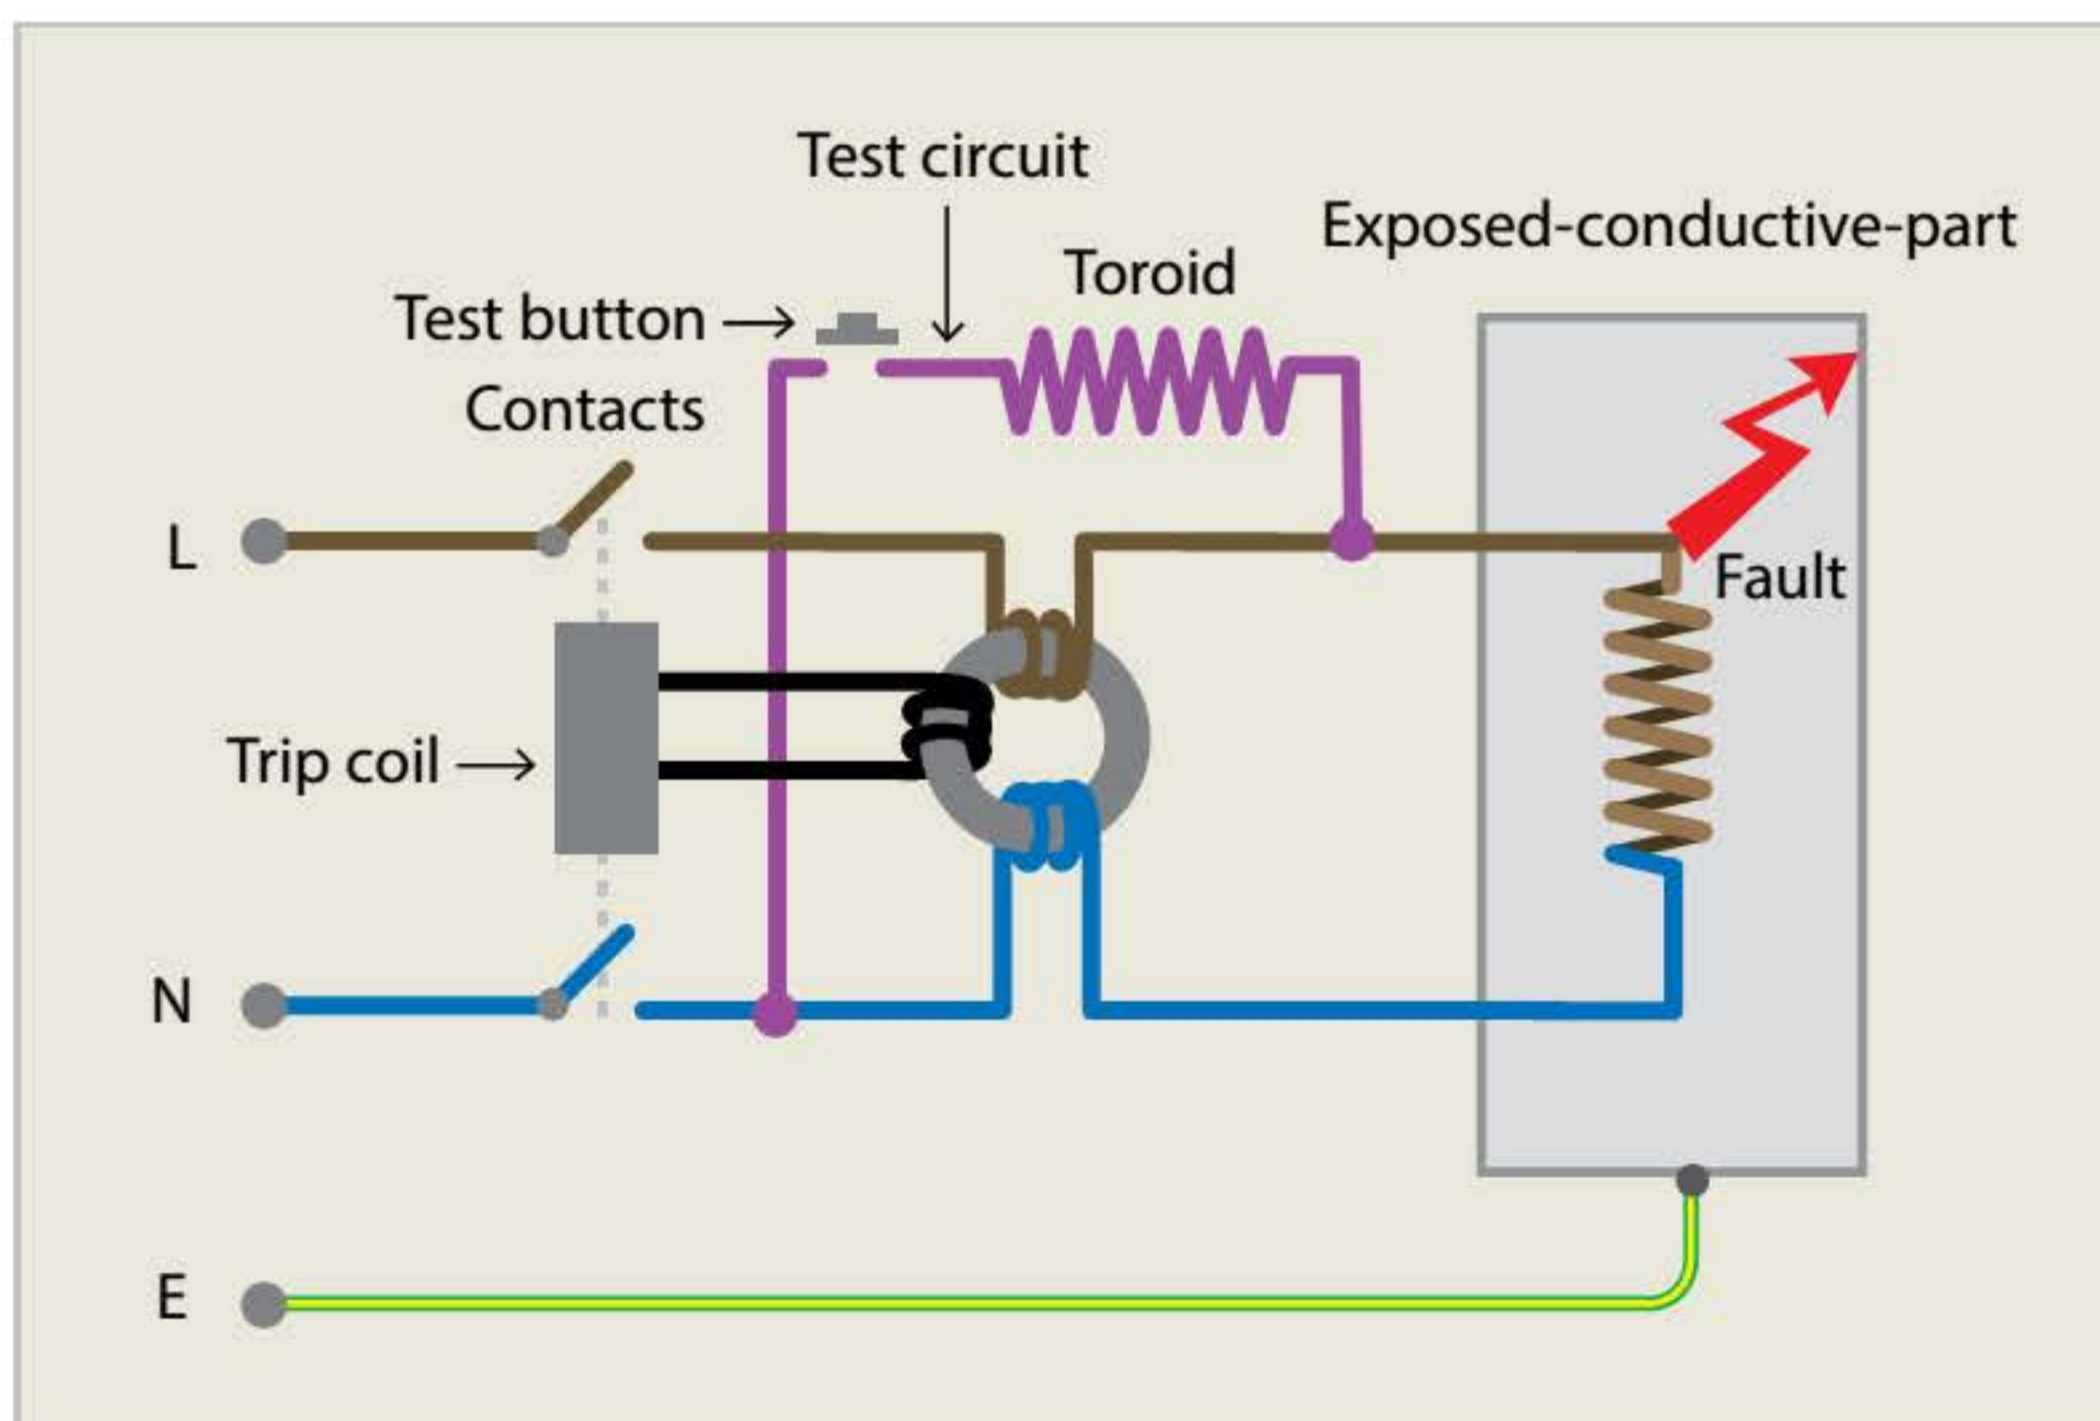 Test circuit
Exposed-conductive-part
Toroid
Test button
Contacts
L
Fault
Trip coil
N
E